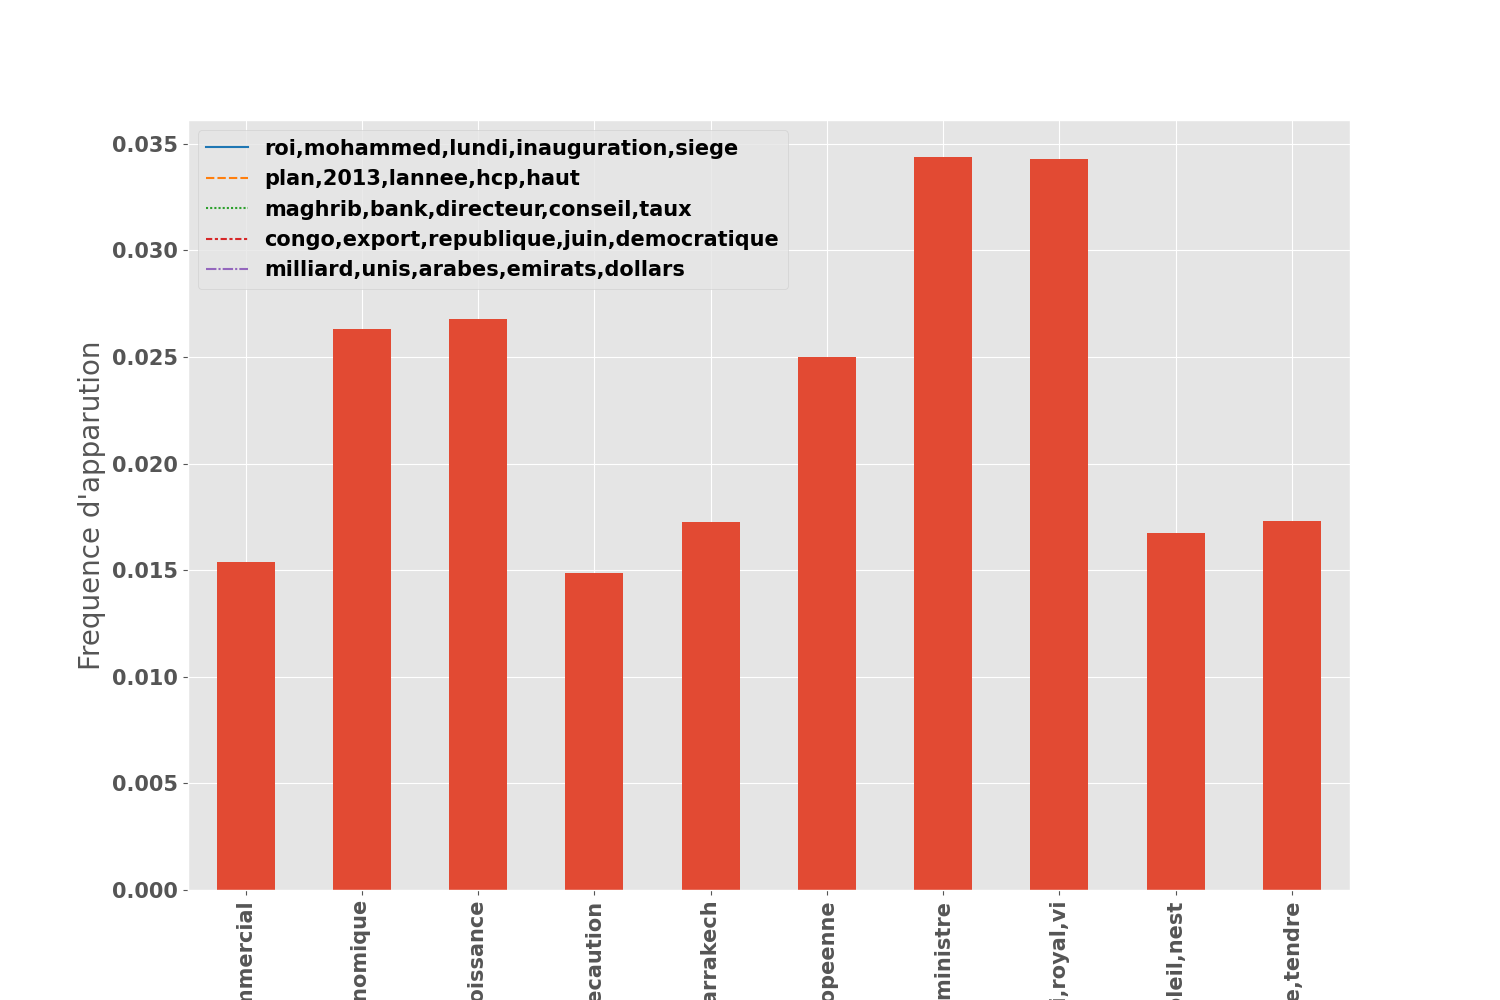 roi,mohammed,lundi,inauguration,siege
plan,2013,lannee,hcp,haut
maghrib,bank,directeur,conseil,taux
congo,export,republique,juin,democratique
milliard,unis,arabes,emirats,dollars
Frequence d'apparution
0.035
0.030
0.025
0.020
0.015
0.010
0.005
0.000
mmercial
nomique
oissance
ecaution
arrakech
opeenne
ministre
i,royal,vi
leil,nest
e,tendre